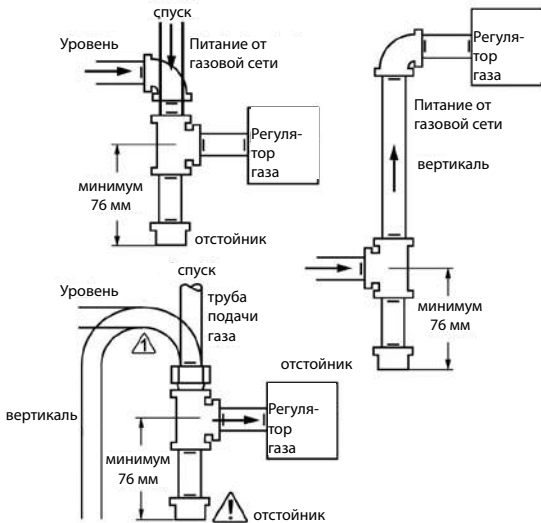 спуск
Уровень
Питание от
газовой сети
Регуля-
тор
газа
минимум
76 мм
отстойник
Регуля-
тор
газа
Питание от
газовой сети
вертикаль
минимум
76 мм
отстойник
спуск
Уровень
труба
подачи
газа
1
вертикаль
Регуля-
тор
газа
минимум
76 мм
!
отстойник